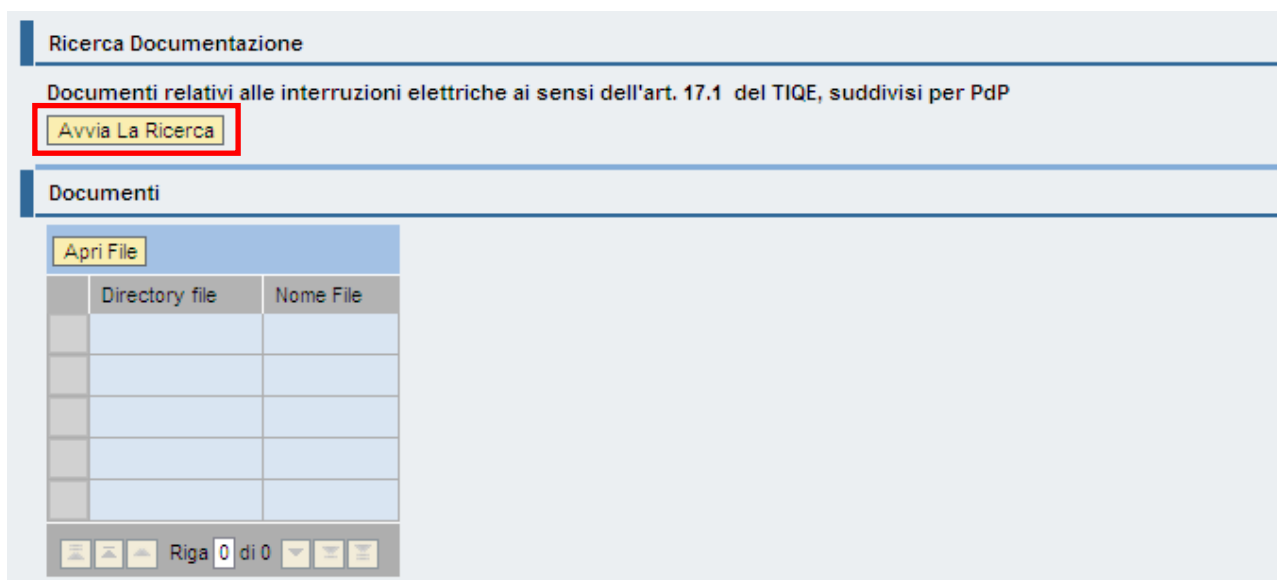 Ricerca Documentazione
Documenti relativi alle interruzioni elettriche ai sensi dell'art. 17.1 del TIQE, suddivisi per PdP
Avvia La Ricerca
Documenti
Apri File
Directory file Nome File
Riga 0 di 0